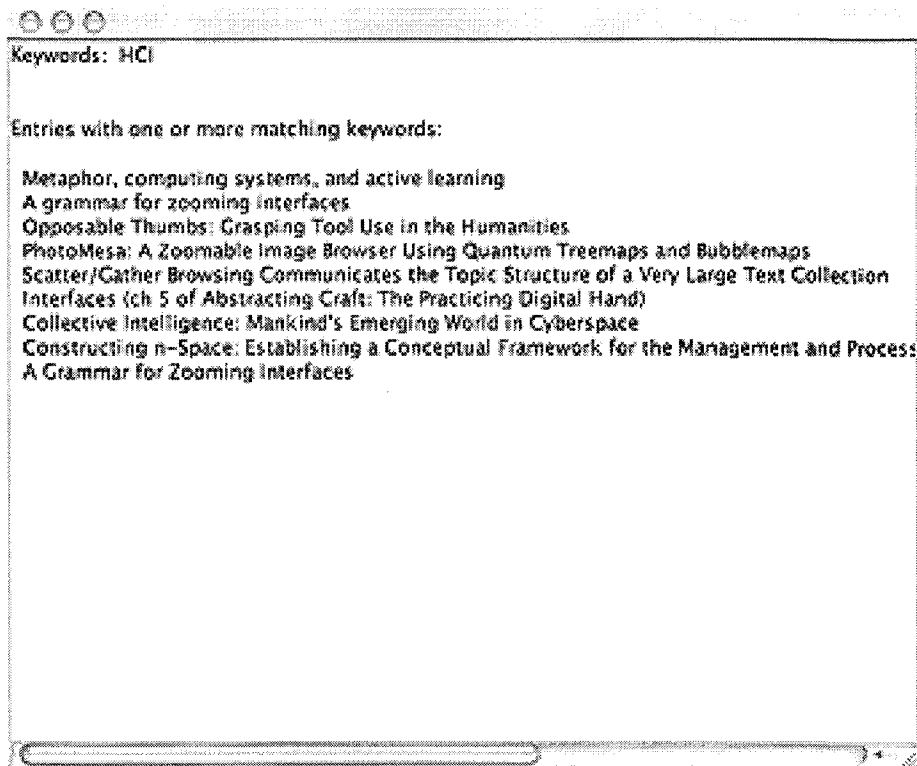 Keywords: HCI
Entries with one or more matching keywords:
Metaphor, computing systems, and active learning
A grammar for zooming interfaces
Opposable Thumbs: Grasping Tool Use in the Humanities
PhotoMesa: A Zoomable Image Browser Using Quantum Treemaps and Bubblemaps
Scatter/Gather Browsing Communicates the Topic Structure of a Very Large Text Collection
Interfaces (ch 5 of Abstracting Craft: The Practicing Digital Hand)
Collective Intelligence: Mankind's Emerging World in Cyberspace
Constructing n-Space: Establishing a Conceptual Framework for the Management and Process
A Grammar for Zooming Interfaces